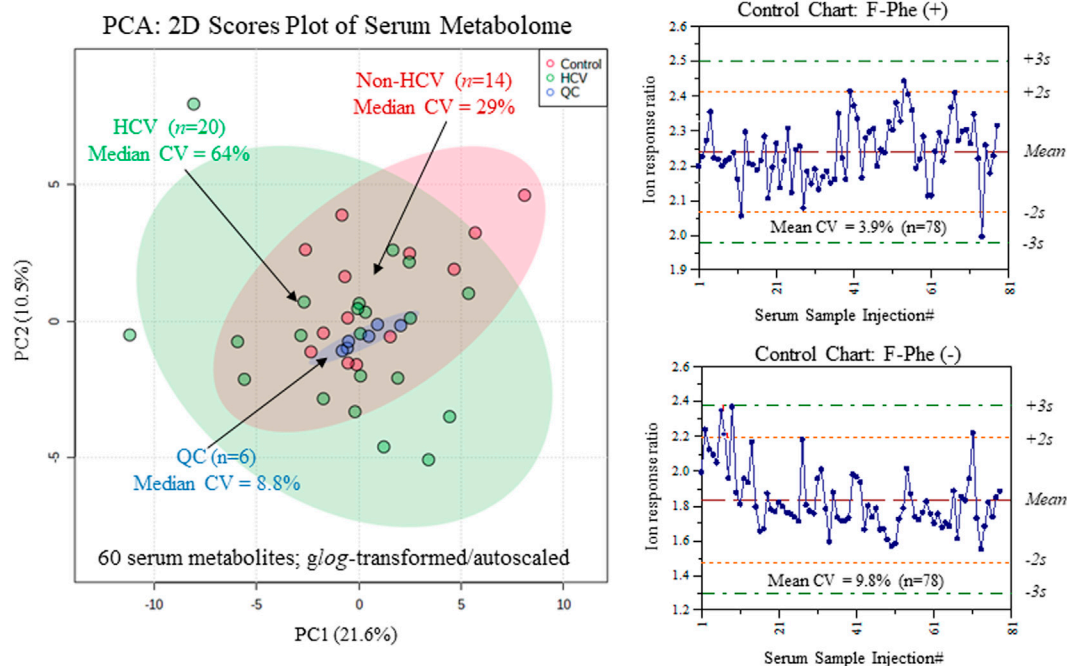 PCA: 2D Scores Plot of Serum Metabolome
Control
HCV
QC
Non-HCV (n=14)
Median CV = 29%
HCV (n=20)
Median CV = 64%
QC (n=6)
Median CV = 8.8%
60 serum metabolites; glog-transformed/autoscaled
PC2 (10.5%)
5
0
-5
-10
-5
0
5
10
PC1 (21.6%)
Control Chart: F-Phe (+)
Ion response ratio
2.6
2.5
2.4
2.3
2.2
2.1
2.0
1.9
+3s
+2s
Mean
-2s
-3s
Mean CV = 3.9% (n=78)
1
21
41
61
81
Serum Sample Injection#
Control Chart: F-Phe (-)
Ion response ratio
2.6
2.4
2.2
2.0
1.8
1.6
1.4
1.2
+3s
+2s
Mean
-2s
-3s
Mean CV = 9.8% (n=78)
1
21
41
61
81
Serum Sample Injection#